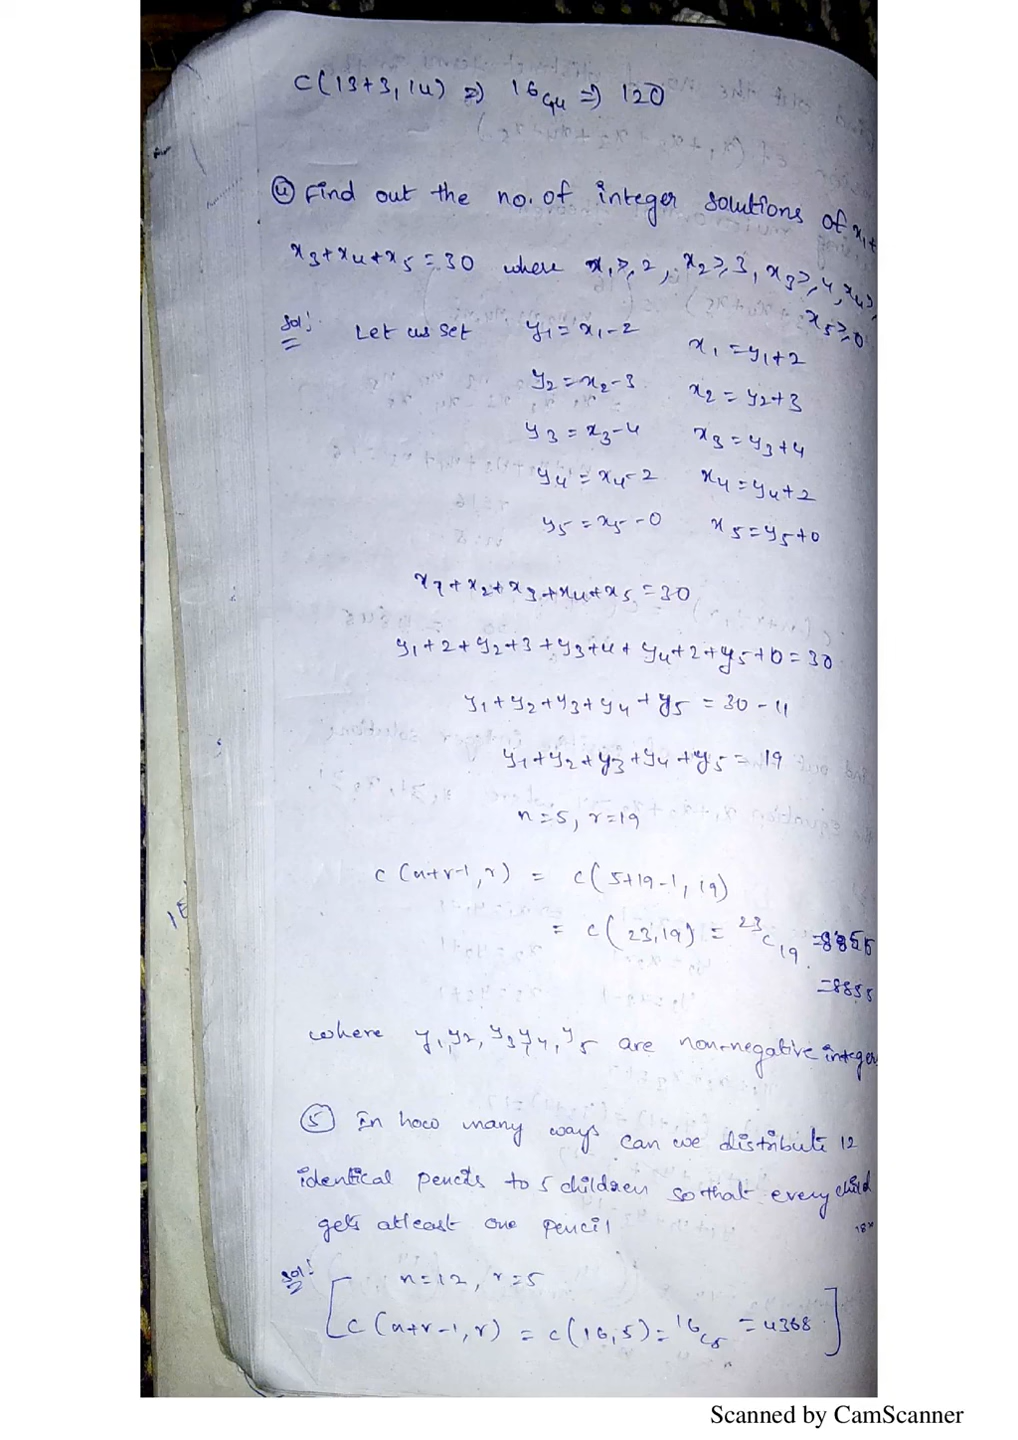 C(13+3, 14) ⇒ 16C14 ⇒ 120
④ Find out the no. of integer solutions of x1+
x3+x4+x5=30 where x1≥2, x2≥3, x3≥4, x4≥,
x5≥0
Sol:
Let us set y1=x1-2 x1=y1+2
y2=x2-3 x2=y2+3
y3=x3-4 x3=y3+4
y4=x4-2 x4=y4+2
y5=x5-0 x5=y5+0
x1+x2+x3+x4+x5=30
y1+2+y2+3+y3+4+y4+2+y5+0=30
y1+y2+y3+y4+y5=30-11
y1+y2+y3+y4+y5=19
n=5, r=19
C(n+r-1, r) = C(5+19-1, 19)
= C(23, 19) = 23C19 =8855
=8855
where y1, y2, y3, y4, y5 are non-negative integer
⑤ In how many ways can we distribute 12
identical pencils to 5 children so that every child
gets atleast one pencil
Sol:
n=12, r=5
[C(n+r-1, r) = C(16, 5) = 16C5 = 4368]
Scanned by CamScanner